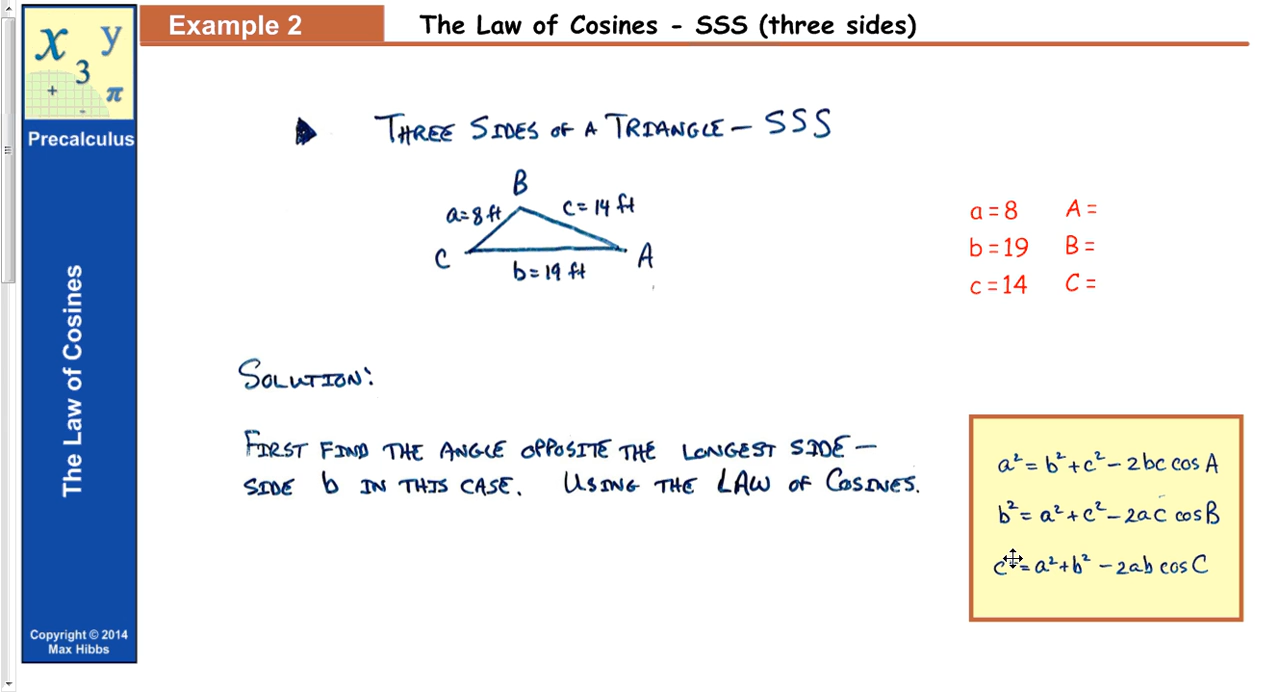 Example 2
The Law of Cosines - SSS (three sides)
x y
3
+ π
-
Precalculus
The Law of Cosines
Copyright © 2014
Max Hibbs
THREE SIDES OF A TRIANGLE - SSS
B
a=8 ft
c=14 ft
C
A
b=19 ft
a = 8 A =
b = 19 B =
c = 14 C =
SOLUTION:
FIRST FIND THE ANGLE OPPOSITE THE LONGEST SIDE -
SIDE b IN THIS CASE. USING THE LAW OF COSINES.
a² = b² + c² - 2bc cos A
b² = a² + c² - 2ac cos B
c² = a² + b² - 2ab cos C